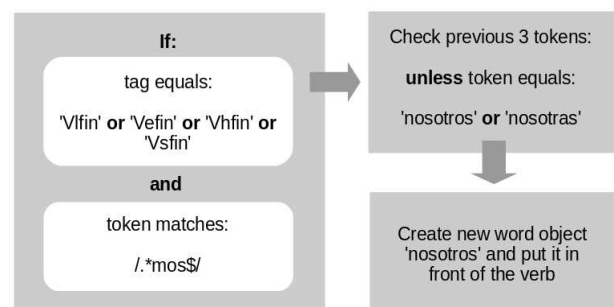 If:
tag equals:
'Vlfin' or 'Vefin' or 'Vhfin' or
'Vsfin'
and
token matches:
/.*mos$/
Check previous 3 tokens:
unless token equals:
'nosotros' or 'nosotras'
Create new word object
'nosotros' and put it in
front of the verb